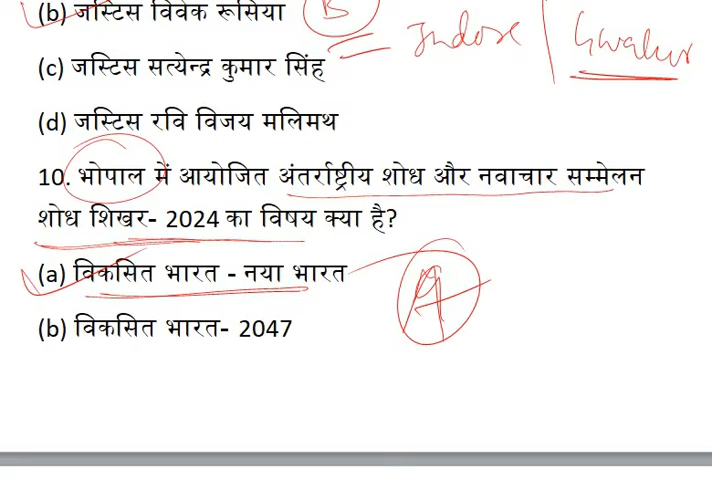 (b) जस्टिस विवेक रूसिया B Indore / Gwalior
(c) जस्टिस सत्येन्द्र कुमार सिंह
(d) जस्टिस रवि विजय मलिमथ
10. भोपाल में आयोजित अंतर्राष्ट्रीय शोध और नवाचार सम्मेलन
शोध शिखर- 2024 का विषय क्या है?
(a) विकसित भारत - नया भारत A
(b) विकसित भारत- 2047